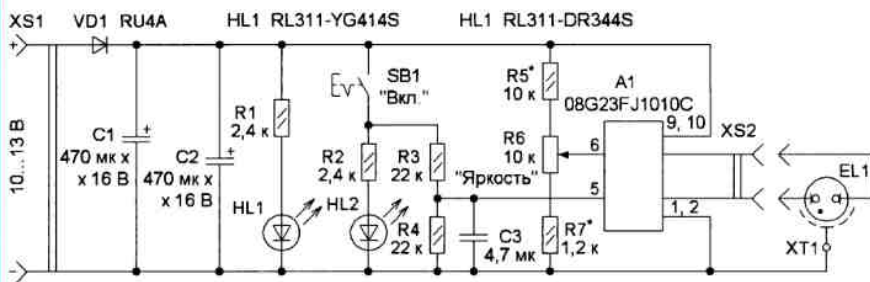 XS1 VD1 RU4A HL1 RL311-YG414S HL1 RL311-DR344S
+
SB1
"Вкл."
R5*
10 к
A1
08G23FJ1010C
9, 10
10...13 В
R1
2,4 к
C1
470 мк х
х 16 В
C2
470 мк х
х 16 В
R2
2,4 к
R3
22 к
R6
10 к
"Яркость"
6
5
1, 2
XS2
EL1
HL1
HL2
R4
22 к
C3
4,7 мк
R7*
1,2 к
XT1
-
+
+